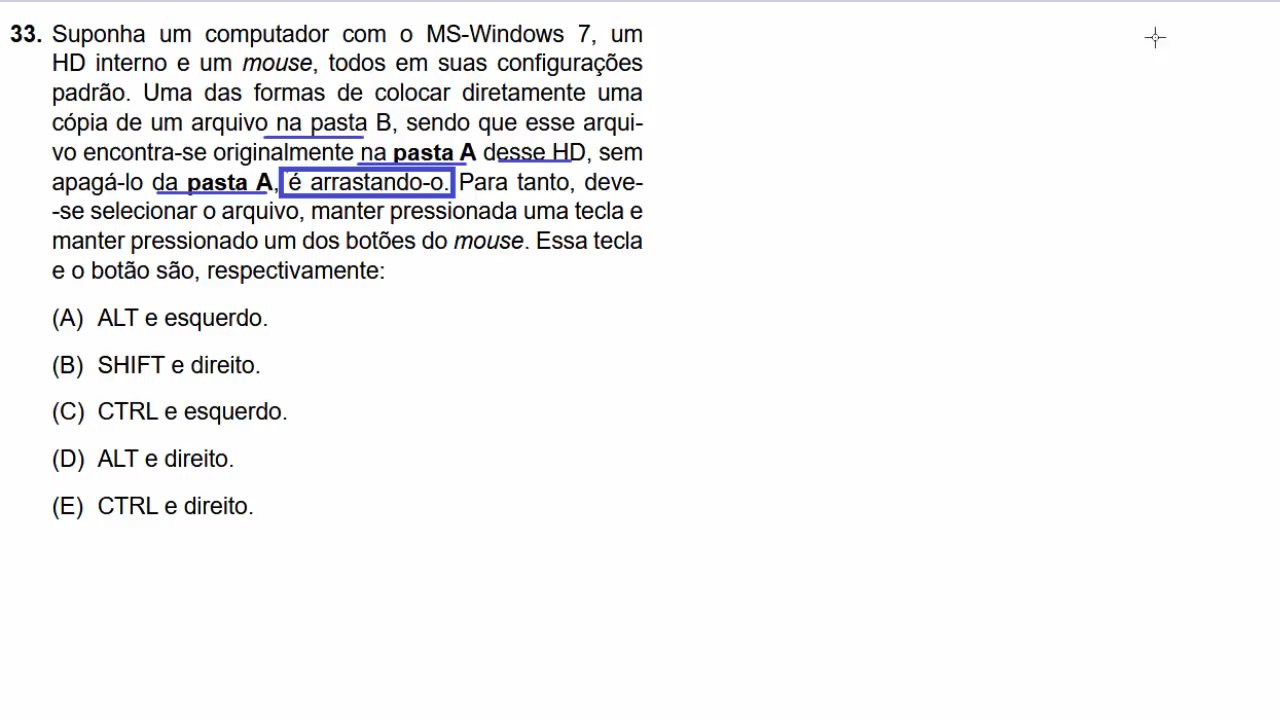 33. Suponha um computador com o MS-Windows 7, um
HD interno e um mouse, todos em suas configurações
padrão. Uma das formas de colocar diretamente uma
cópia de um arquivo na pasta B, sendo que esse arqui-
vo encontra-se originalmente na pasta A desse HD, sem
apagá-lo da pasta A, é arrastando-o. Para tanto, deve-
-se selecionar o arquivo, manter pressionada uma tecla e
manter pressionado um dos botões do mouse. Essa tecla
e o botão são, respectivamente:
(A) ALT e esquerdo.
(B) SHIFT e direito.
(C) CTRL e esquerdo.
(D) ALT e direito.
(E) CTRL e direito.